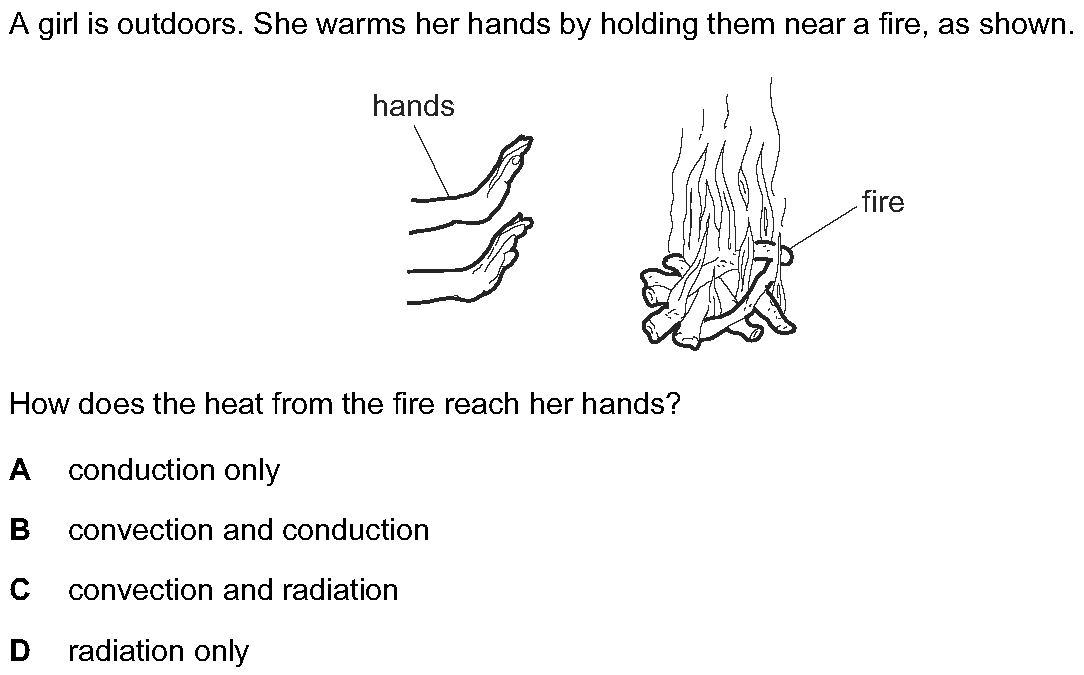 A girl is outdoors. She warms her hands by holding them near a fire, as shown.
hands
fire
How does the heat from the fire reach her hands?
A conduction only
B convection and conduction
C convection and radiation
D radiation only